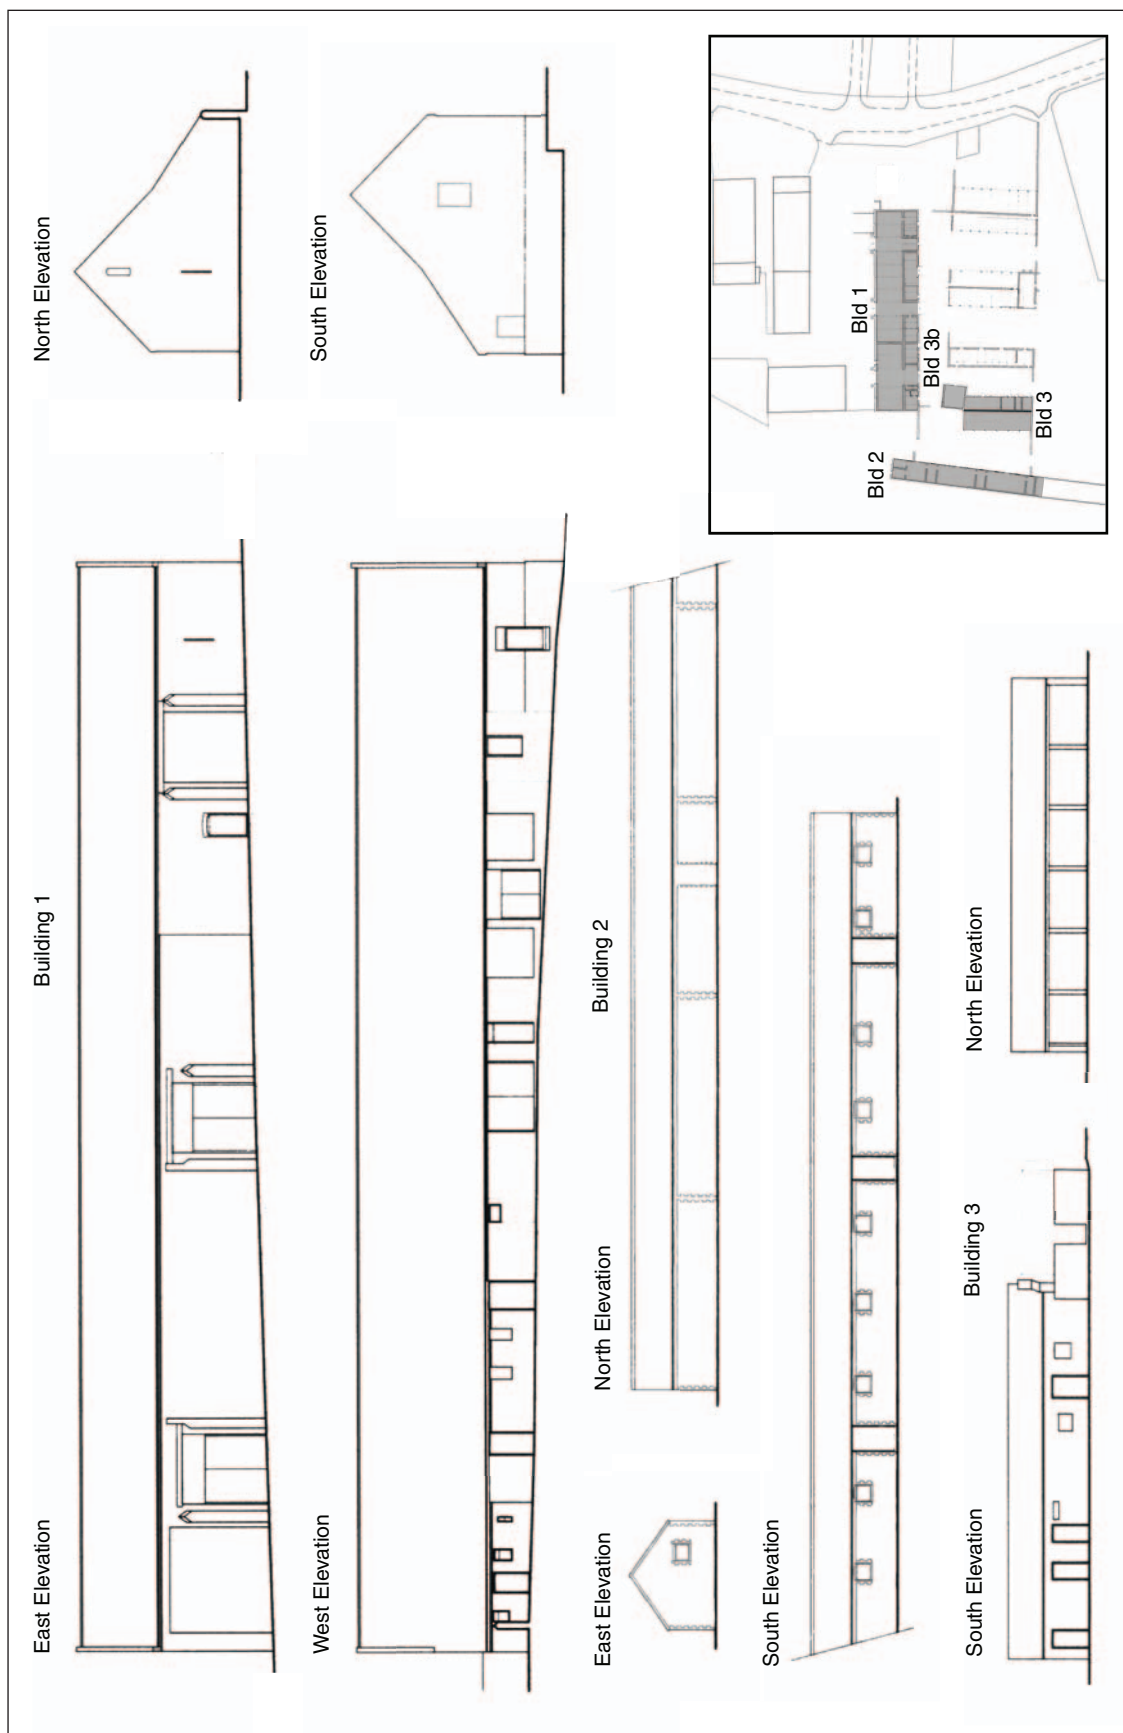 Building 1
East Elevation
North Elevation
West Elevation
South Elevation
Building 2
East Elevation
North Elevation
South Elevation
Building 3
South Elevation
North Elevation
Bld 1
Bld 2
Bld 3b
Bld 3